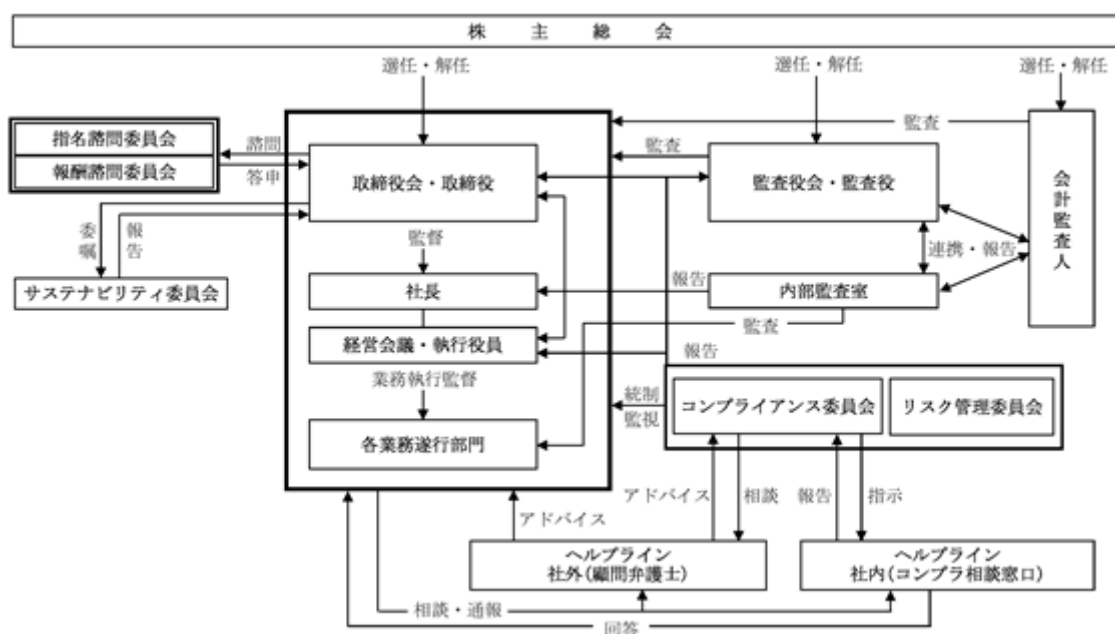 株主総会
選任・解任
選任・解任
選任・解任
監査
指名諮問委員会
諮問
監査
報酬諮問委員会
答申
取締役会・取締役
監査役会・監査役
会計監査人
委嘱
報告
監督
連携・報告
サステナビリティ委員会
社長
報告
内部監査室
監査
経営会議・執行役員
報告
業務執行監督
統制
監視
コンプライアンス委員会
リスク管理委員会
各業務遂行部門
アドバイス
相談
報告
指示
アドバイス
ヘルプライン
社外(顧問弁護士)
ヘルプライン
社内(コンプラ相談窓口)
相談・通報
回答